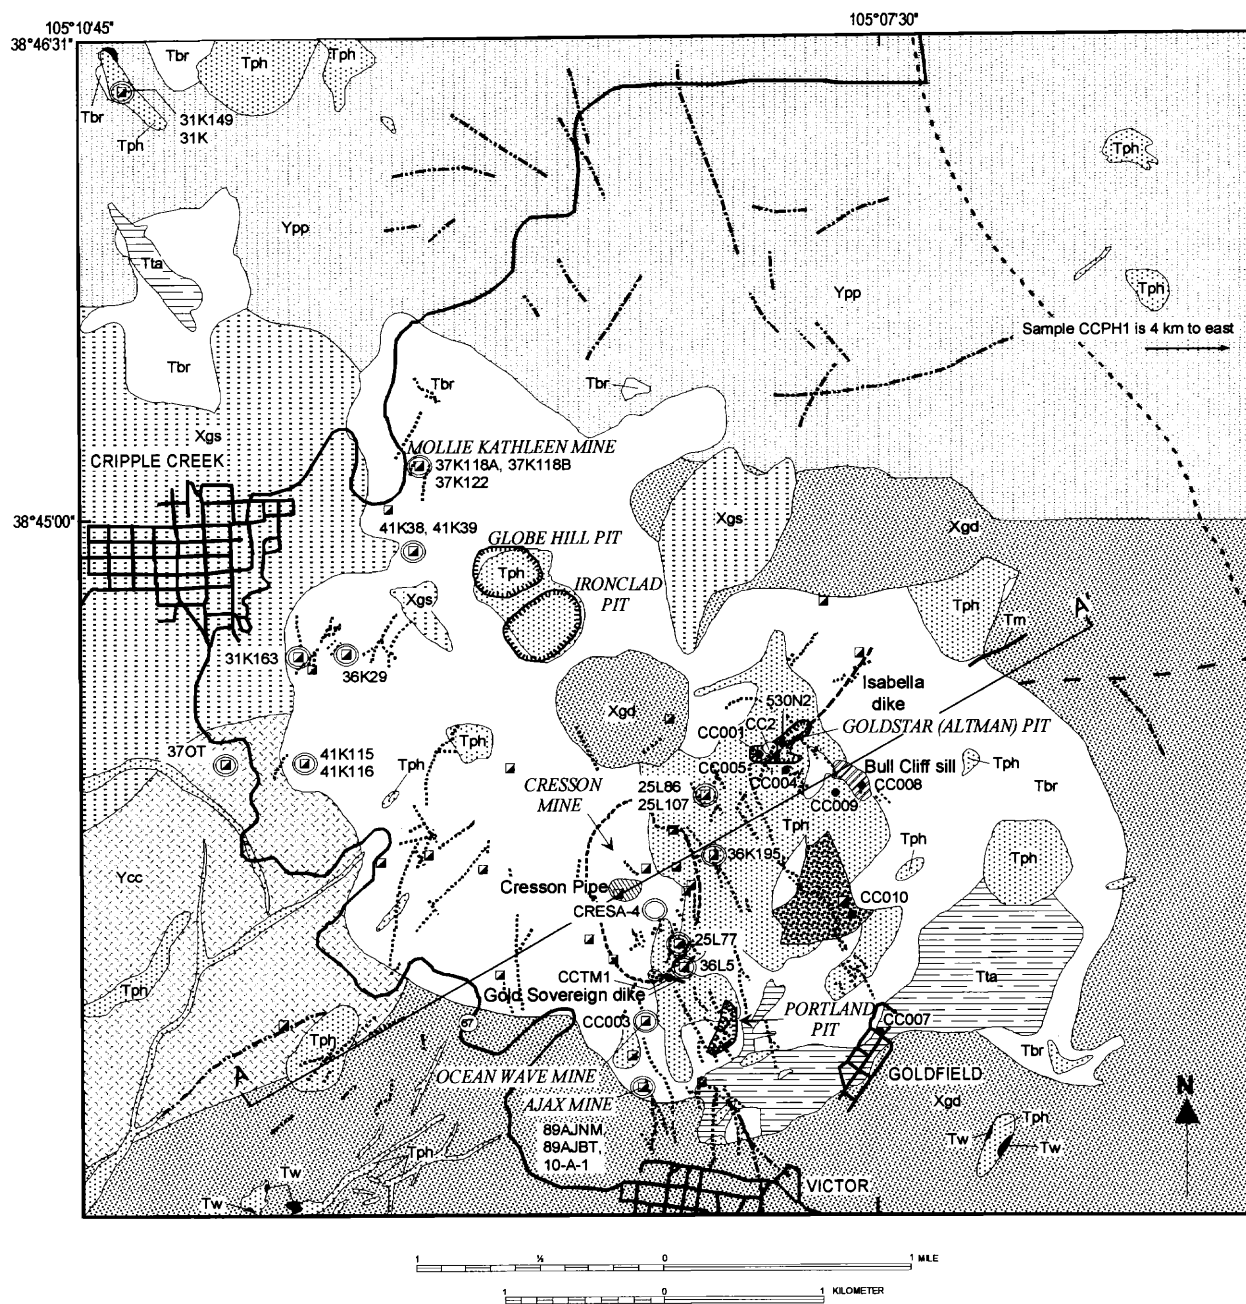 105°10'45"
105°07'30"
38°46'31"
Tbr
Tph
Tph
Tbr
Tph
31K149
31K
Tph
Ypp
Tta
Ypp
Tph
Sample CCPH1 is 4 km to east
Tbr
Tbr
Tbr
Xgs
CRIPPLE CREEK
MOLLIE KATHLEEN MINE
37K118A, 37K118B
37K122
38°45'00"
41K38, 41K39
GLOBE HILL PIT
Tph
IRONCLAD
PIT
Xgs
Xgd
Xgs
Tph
Tm
A'
31K163
36K29
Xgd
Isabella
dike
530N2
CC2
CC001
GOLDSTAR (ALTMAN) PIT
37OT
41K115
41K116
Tph
Tph
CC005
CC004
Bull Cliff sill
CC008
CC009
Tph
Tbr
CRESSON
MINE
25L86
25L107
Tph
36K195
Tph
Tph
Ycc
Cresson Pipe
CRESA-4
CC010
25L77
36L5
CCTM1
Gold Sovereign dike
Tta
Tph
CC003
PORTLAND
PIT
CC007
67
Tph
Tbr
A
OCEAN WAVE MINE
AJAX MINE
GOLDFIELD
Xgd
N
89AJNM,
89AJBT,
10-A-1
Tph
Tph
Tw
Tw
Tw
VICTOR
1 ½ 0 1 MILE
1 0 1 KILOMETER